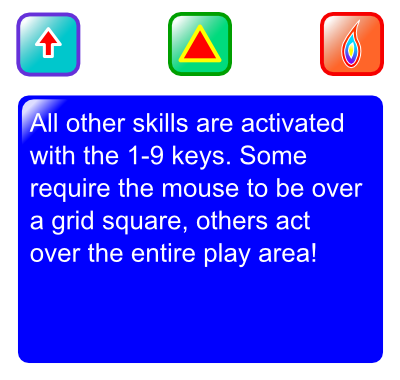 All other skills are activated
with the 1-9 keys. Some
require the mouse to be over
a grid square, others act
over the entire play area!